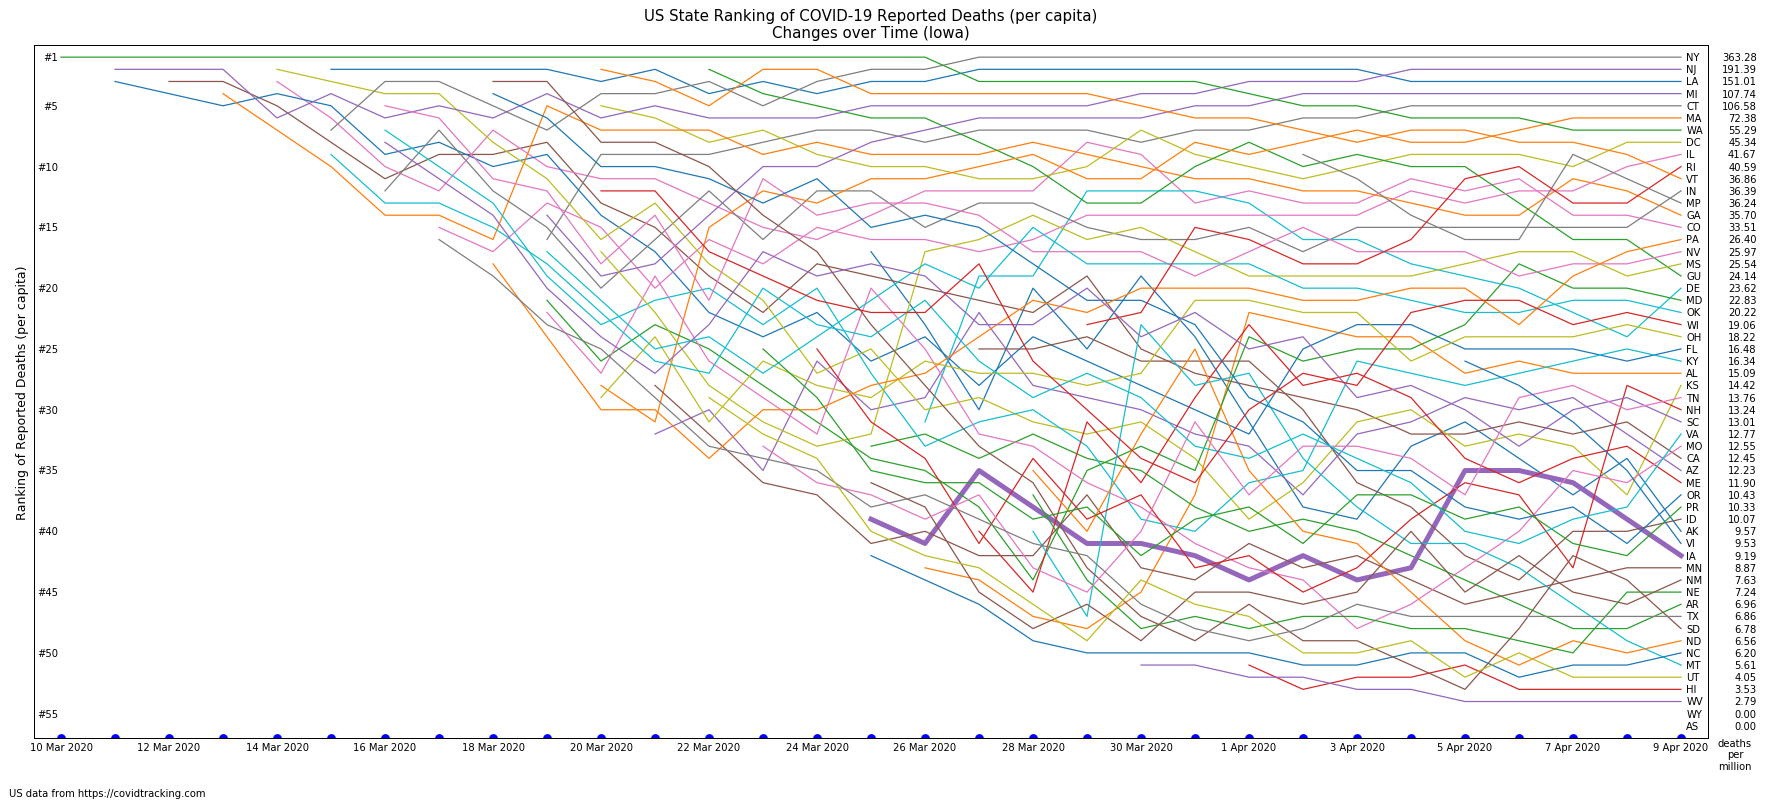 US State Ranking of COVID-19 Reported Deaths (per capita)
Changes over Time (Iowa)
Ranking of Reported Deaths (per capita)
#1
#5
#10
#15
#20
#25
#30
#35
#40
#45
#50
#55
NY 363.28
NJ 191.39
LA 151.01
MI 107.74
CT 106.58
MA 72.38
WA 55.29
DC 45.34
IL 41.67
RI 40.59
VT 36.86
IN 36.39
MP 36.24
GA 35.70
CO 33.51
PA 26.40
NV 25.97
MS 25.54
GU 24.14
DE 23.62
MD 22.83
OK 20.22
WI 19.06
OH 18.22
FL 16.48
KY 16.34
AL 15.09
KS 14.42
TN 13.76
NH 13.24
SC 13.01
VA 12.77
MO 12.55
CA 12.45
AZ 12.23
ME 11.90
OR 10.43
PR 10.33
ID 10.07
AK 9.57
VI 9.53
IA 9.19
MN 8.87
NM 7.63
NE 7.24
AR 6.96
TX 6.86
SD 6.78
ND 6.56
NC 6.20
MT 5.61
UT 4.05
HI 3.53
WV 2.79
WY 0.00
AS 0.00
10 Mar 2020 12 Mar 2020 14 Mar 2020 16 Mar 2020 18 Mar 2020 20 Mar 2020 22 Mar 2020 24 Mar 2020 26 Mar 2020 28 Mar 2020 30 Mar 2020 1 Apr 2020 3 Apr 2020 5 Apr 2020 7 Apr 2020 9 Apr 2020
deaths
per
million
US data from https://covidtracking.com